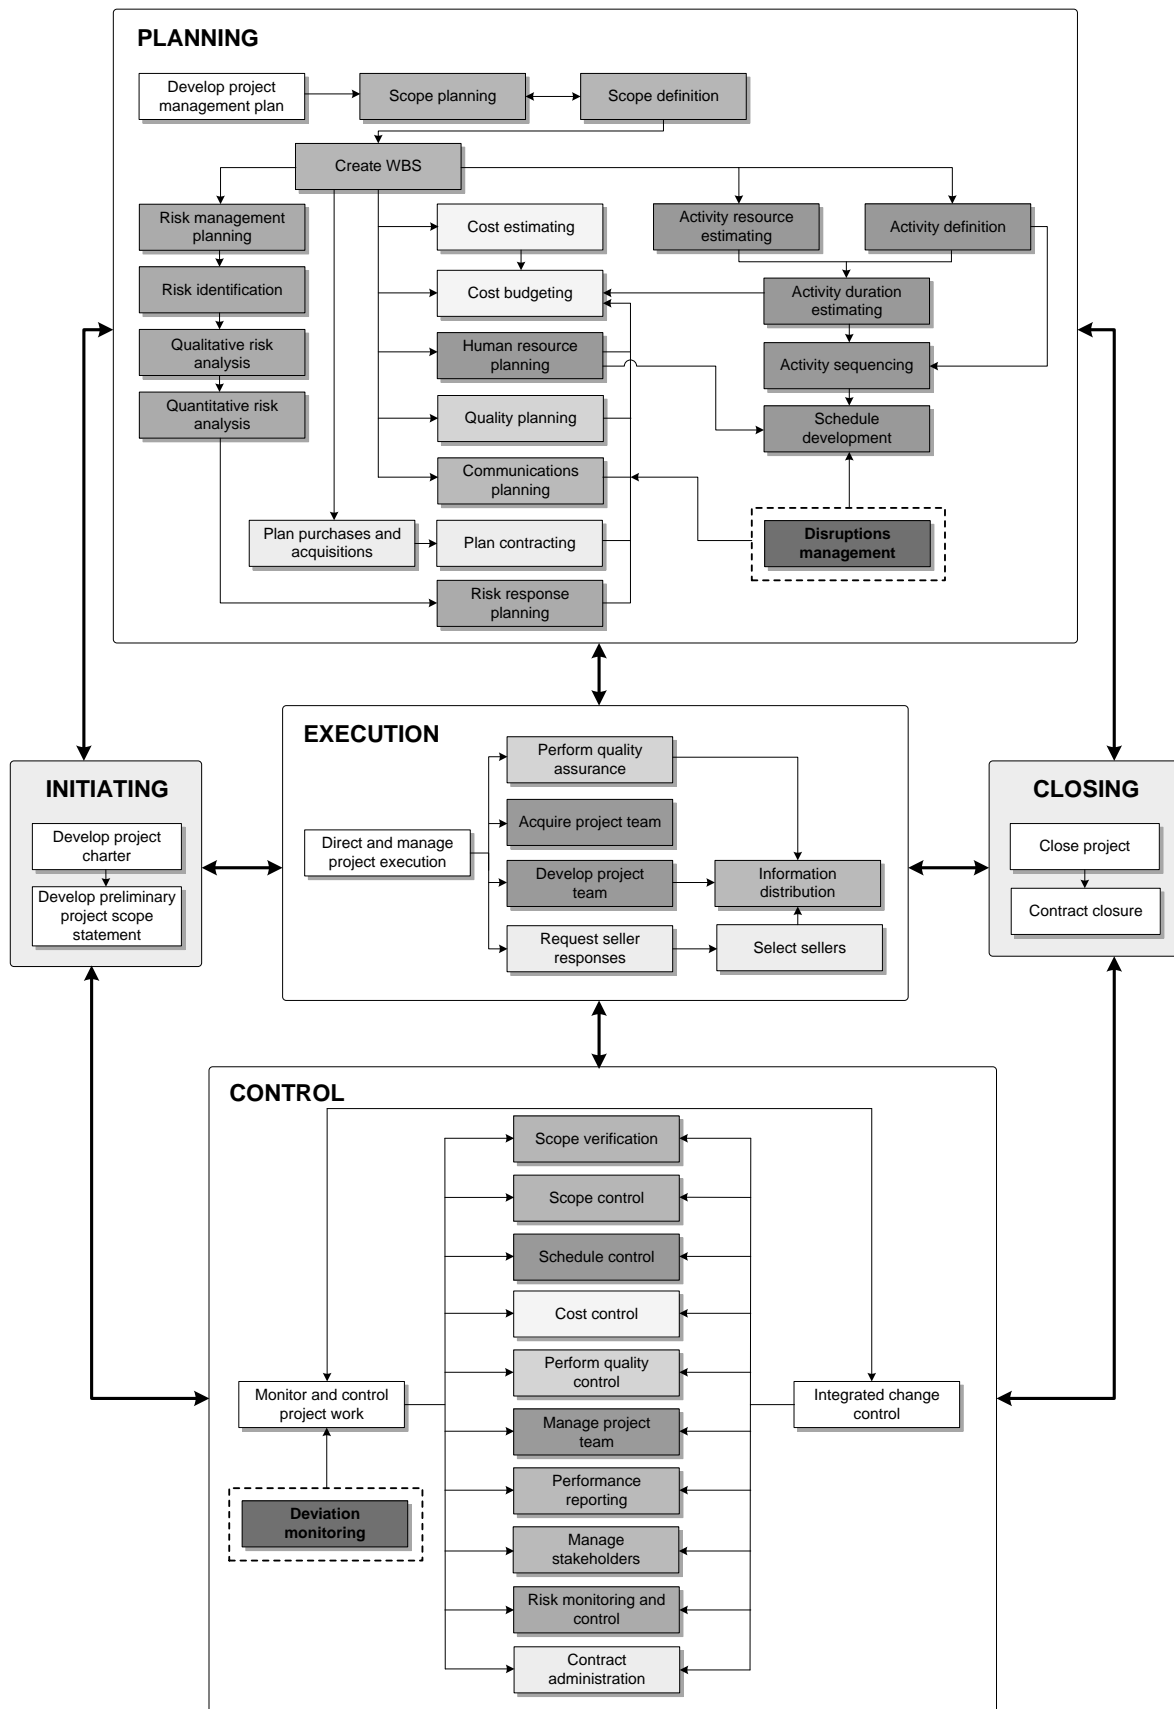 PLANNING
Develop project
management plan
Scope planning
Scope definition
Create WBS
Risk management
planning
Cost estimating
Activity resource
estimating
Activity definition
Risk identification
Cost budgeting
Activity duration
estimating
Qualitative risk
analysis
Human resource
planning
Activity sequencing
Quantitative risk
analysis
Quality planning
Schedule
development
Communications
planning
Plan purchases and
acquisitions
Plan contracting
Disruptions
management
Risk response
planning
EXECUTION
Perform quality
assurance
Acquire project team
Direct and manage
project execution
Develop project
team
Information
distribution
Request seller
responses
Select sellers
INITIATING
Develop project
charter
Develop preliminary
project scope
statement
CLOSING
Close project
Contract closure
CONTROL
Scope verification
Scope control
Schedule control
Cost control
Perform quality
control
Monitor and control
project work
Integrated change
control
Manage project
team
Performance
reporting
Deviation
monitoring
Manage
stakeholders
Risk monitoring and
control
Contract
administration